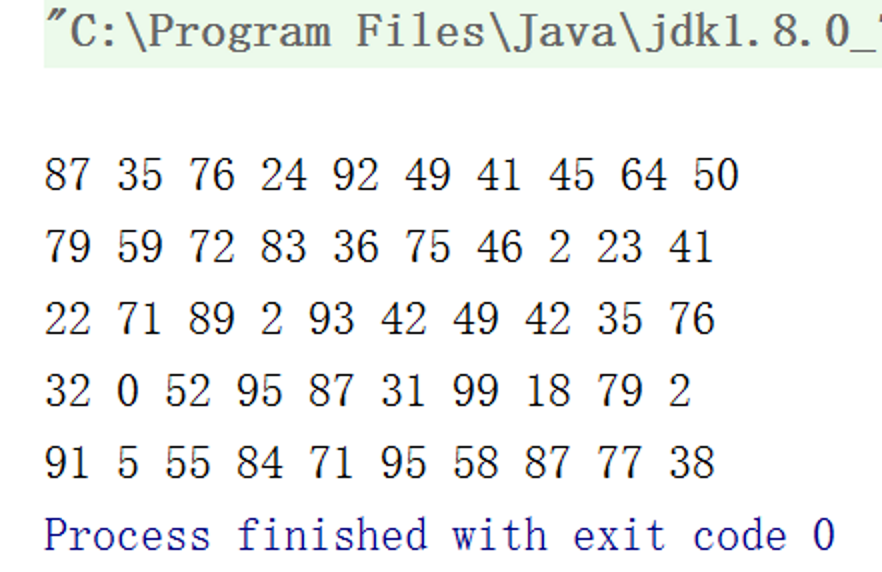 "C:\Program Files\Java\jdk1.8.0_
87 35 76 24 92 49 41 45 64 50
79 59 72 83 36 75 46 2 23 41
22 71 89 2 93 42 49 42 35 76
32 0 52 95 87 31 99 18 79 2
91 5 55 84 71 95 58 87 77 38
Process finished with exit code 0